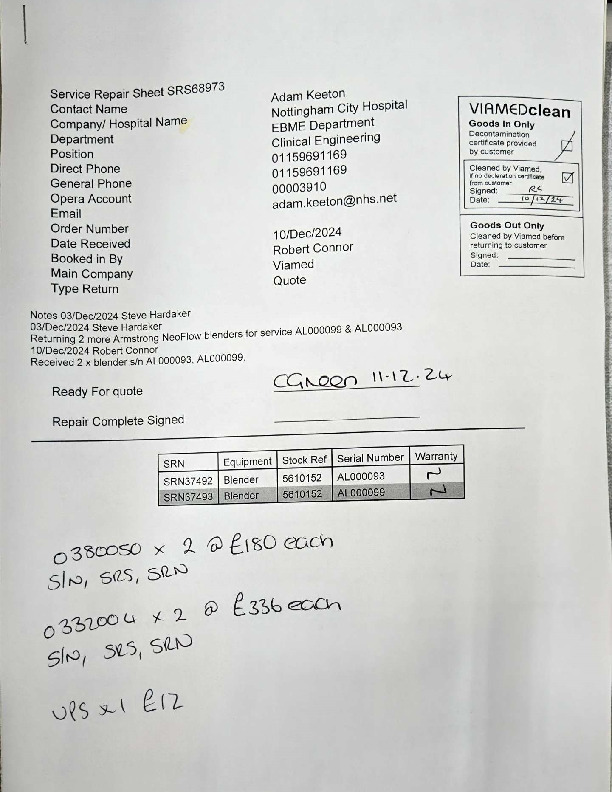 Service Repair Sheet SRS68973
Contact Name Adam Keeton
Company/ Hospital Name Nottingham City Hospital
Department EBME Department
Position Clinical Engineering
Direct Phone 01159691169
General Phone 01159691169
Opera Account 00003910
Email adam.keeton@nhs.net
Order Number
Date Received 10/Dec/2024
Booked in By Robert Connor
Main Company Viamed
Type Return Quote
VIAMEDclean
Goods In Only
Decontamination
certificate provided
by customer
Cleaned by Viamed,
if no declaration certificate
from customer
Signed: RC
Date: 10/12/24
Goods Out Only
Cleaned by Viamed before
returning to customer
Signed:
Date:
Notes 03/Dec/2024 Steve Hardaker
03/Dec/2024 Steve Hardaker
Returning 2 more Armstrong NeoFlow blenders for service AL000099 & AL000093
10/Dec/2024 Robert Connor
Received 2 x blender s/n AL000093, AL000099.
Ready For quote CGreen 11-12-24
Repair Complete Signed
SRN Equipment Stock Ref Serial Number Warranty
SRN37492 Blender 5610152 AL000093 N
SRN37493 Blender 5610152 AL000099 N
0380050 x 2 @ £180 each
S/N, SRS, SRN
0332004 x 2 @ £336 each
S/N, SRS, SRN
UPS x 1 £12